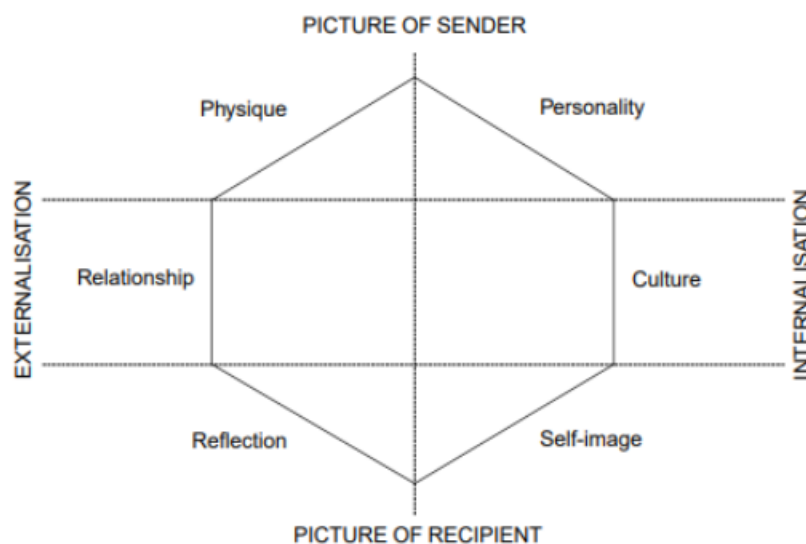 PICTURE OF SENDER
Physique
Personality
EXTERNALISATION
Relationship
Culture
INTERNALISATION
Reflection
Self-image
PICTURE OF RECIPIENT